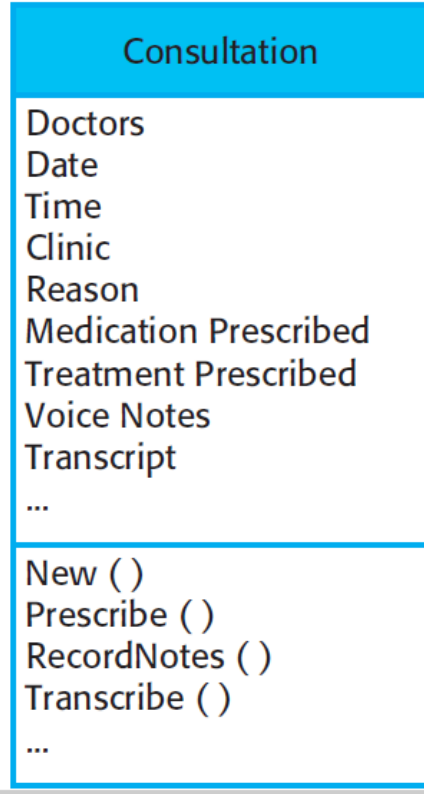 Consultation
Doctors
Date
Time
Clinic
Reason
Medication Prescribed
Treatment Prescribed
Voice Notes
Transcript
...
New ( )
Prescribe ( )
RecordNotes ( )
Transcribe ( )
...